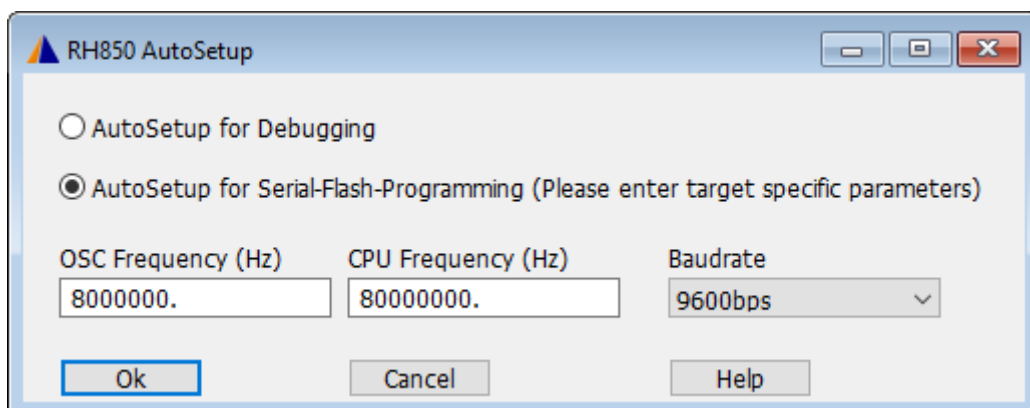 RH850 AutoSetup
AutoSetup for Debugging
AutoSetup for Serial-Flash-Programming (Please enter target specific parameters)
OSC Frequency (Hz) CPU Frequency (Hz) Baudrate
8000000. 80000000. 9600bps
Ok Cancel Help